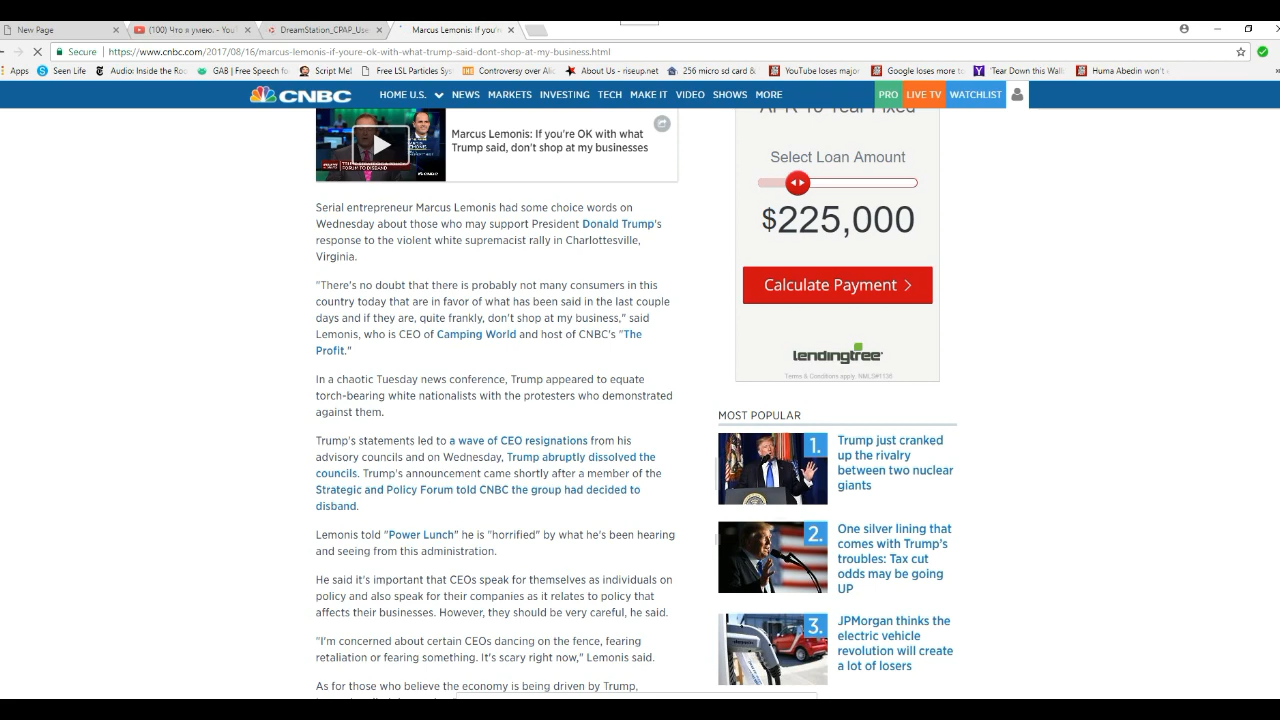 New Page
(100) Что я умею. - You
DreamStation_CPAP_Use
Marcus Lemonis: If you're
Secure
https://www.cnbc.com/2017/08/16/marcus-lemonis-if-youre-ok-with-what-trump-said-dont-shop-at-my-business.html
Apps
Seen Life
Audio: Inside the Ro
GAB | Free Speech fo
Script Me!
Free LSL Particles Sy
Controversy over Ali
About Us - riseup.net
256 micro sd card &
YouTube loses major
Google loses more to
'Tear Down this Wall
Huma Abedin won't
CNBC
HOME U.S.
NEWS
MARKETS
INVESTING
TECH
MAKE IT
VIDEO
SHOWS
MORE
PRO
LIVE TV
WATCHLIST
Marcus Lemonis: If you're OK with what
Trump said, don't shop at my businesses
Serial entrepreneur Marcus Lemonis had some choice words on
Wednesday about those who may support President Donald Trump's
response to the violent white supremacist rally in Charlottesville,
Virginia.
"There's no doubt that there is probably not many consumers in this
country today that are in favor of what has been said in the last couple
days and if they are, quite frankly, don't shop at my business," said
Lemonis, who is CEO of Camping World and host of CNBC's "The
Profit."
In a chaotic Tuesday news conference, Trump appeared to equate
torch-bearing white nationalists with the protesters who demonstrated
against them.
Trump's statements led to a wave of CEO resignations from his
advisory councils and on Wednesday, Trump abruptly dissolved the
councils. Trump's announcement came shortly after a member of the
Strategic and Policy Forum told CNBC the group had decided to
disband.
Lemonis told "Power Lunch" he is "horrified" by what he's been hearing
and seeing from this administration.
He said it's important that CEOs speak for themselves as individuals on
policy and also speak for their companies as it relates to policy that
affects their businesses. However, they should be very careful, he said.
"I'm concerned about certain CEOs dancing on the fence, fearing
retaliation or fearing something. It's scary right now," Lemonis said.
As for those who believe the economy is being driven by Trump,
APR 10 Year Fixed
Select Loan Amount
$225,000
Calculate Payment
lendingtree
Terms & Conditions apply. NMLS#1136
MOST POPULAR
1.
Trump just cranked
up the rivalry
between two nuclear
giants
2.
One silver lining that
comes with Trump's
troubles: Tax cut
odds may be going
UP
3.
JPMorgan thinks the
electric vehicle
revolution will create
a lot of losers